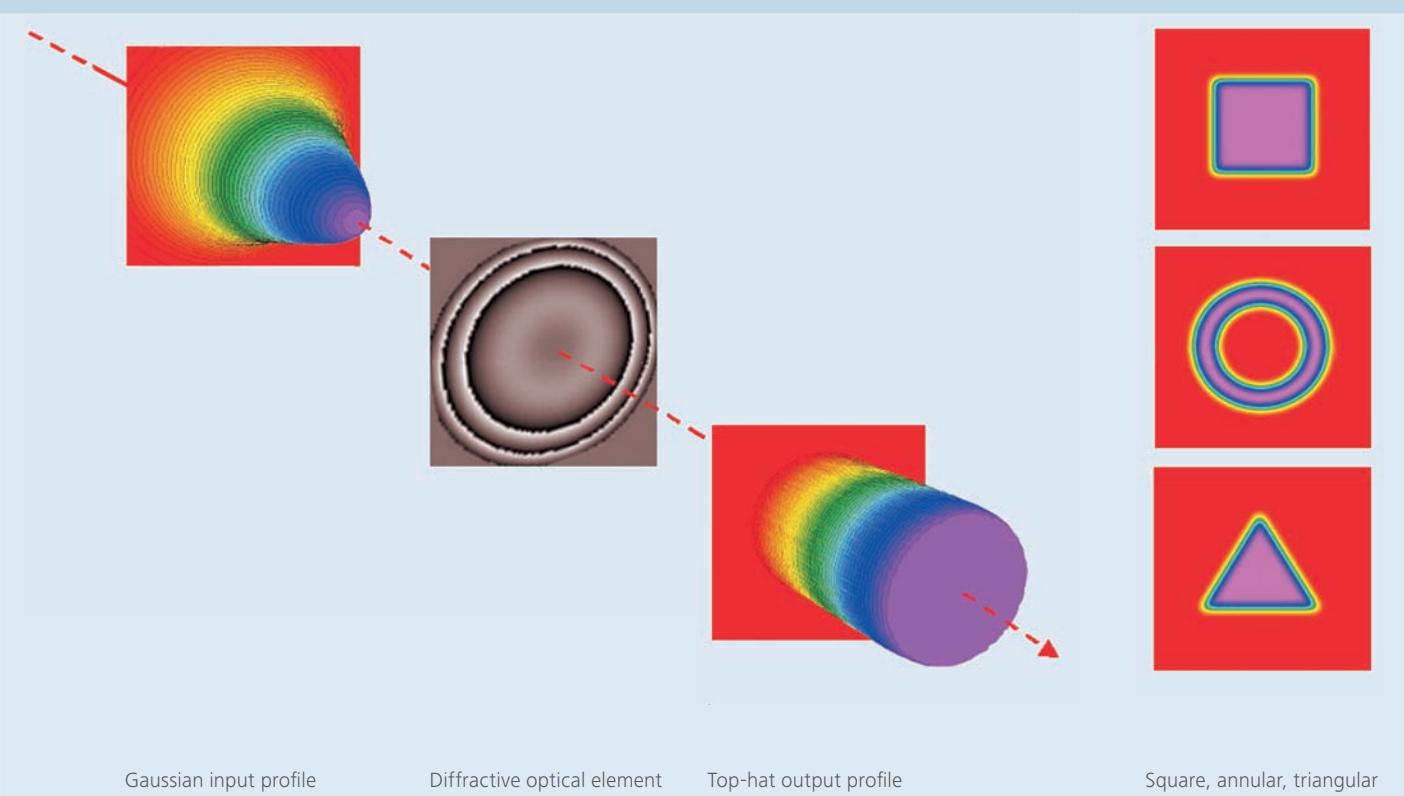 Gaussian input profile
Diffractive optical element
Top-hat output profile
Square, annular, triangular